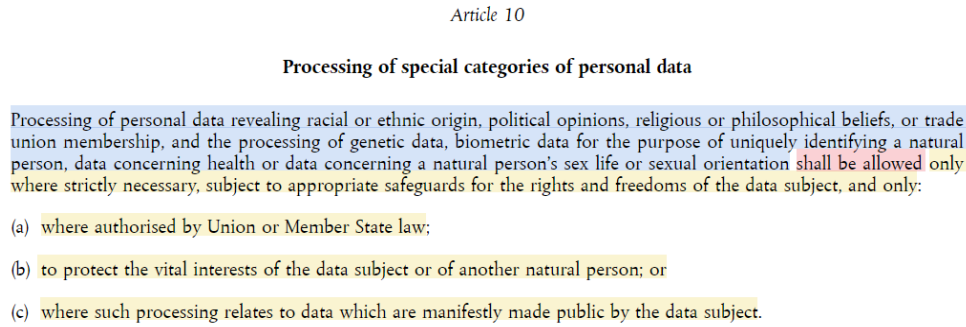 Article 10
Processing of special categories of personal data
Processing of personal data revealing racial or ethnic origin, political opinions, religious or philosophical beliefs, or trade
union membership, and the processing of genetic data, biometric data for the purpose of uniquely identifying a natural
person, data concerning health or data concerning a natural person’s sex life or sexual orientation shall be allowed only
where strictly necessary, subject to appropriate safeguards for the rights and freedoms of the data subject, and only:
(a) where authorised by Union or Member State law;
(b) to protect the vital interests of the data subject or of another natural person; or
(c) where such processing relates to data which are manifestly made public by the data subject.